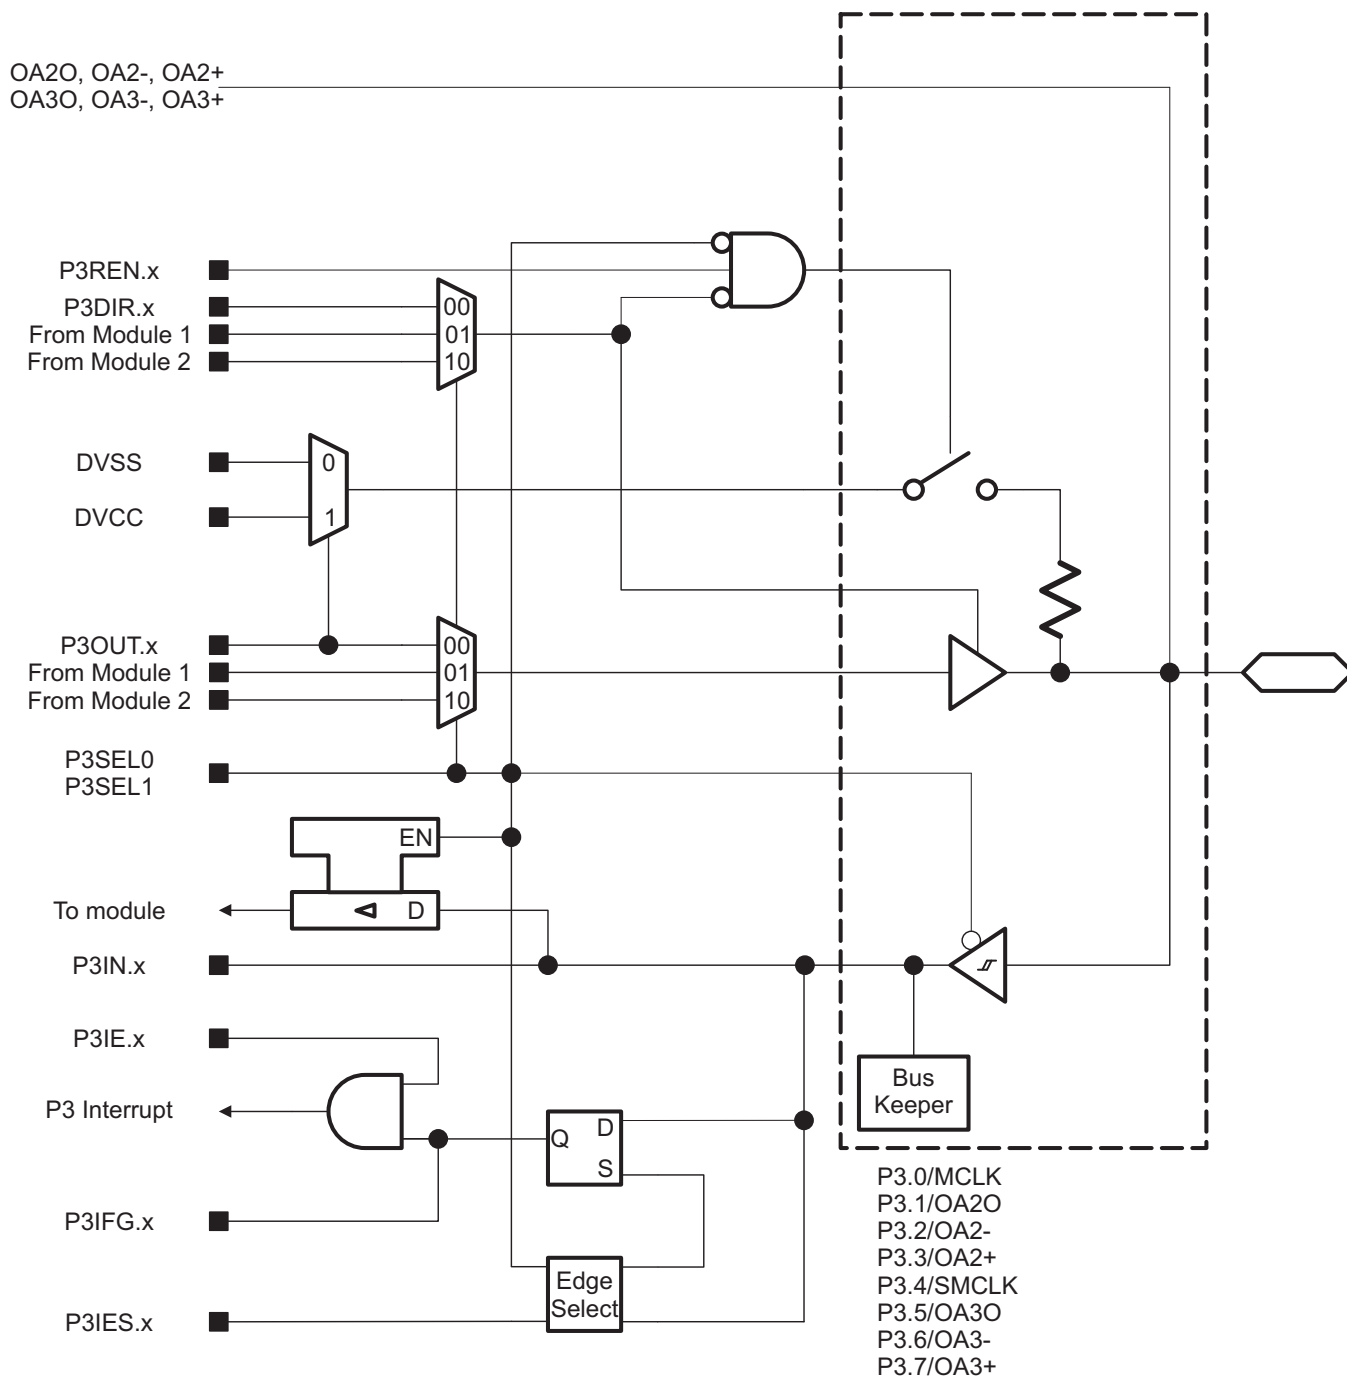 OA2O, OA2-, OA2+
OA3O, OA3-, OA3+
P3REN.x
P3DIR.x
00
From Module 1
01
From Module 2
10
DVSS
0
DVCC
1
P3OUT.x
00
From Module 1
01
From Module 2
10
P3SEL0
P3SEL1
EN
To module
D
P3IN.x
P3IE.x
Bus
Keeper
P3 Interrupt
Q
D
S
P3IFG.x
Edge
Select
P3IES.x
P3.0/MCLK
P3.1/OA2O
P3.2/OA2-
P3.3/OA2+
P3.4/SMCLK
P3.5/OA3O
P3.6/OA3-
P3.7/OA3+